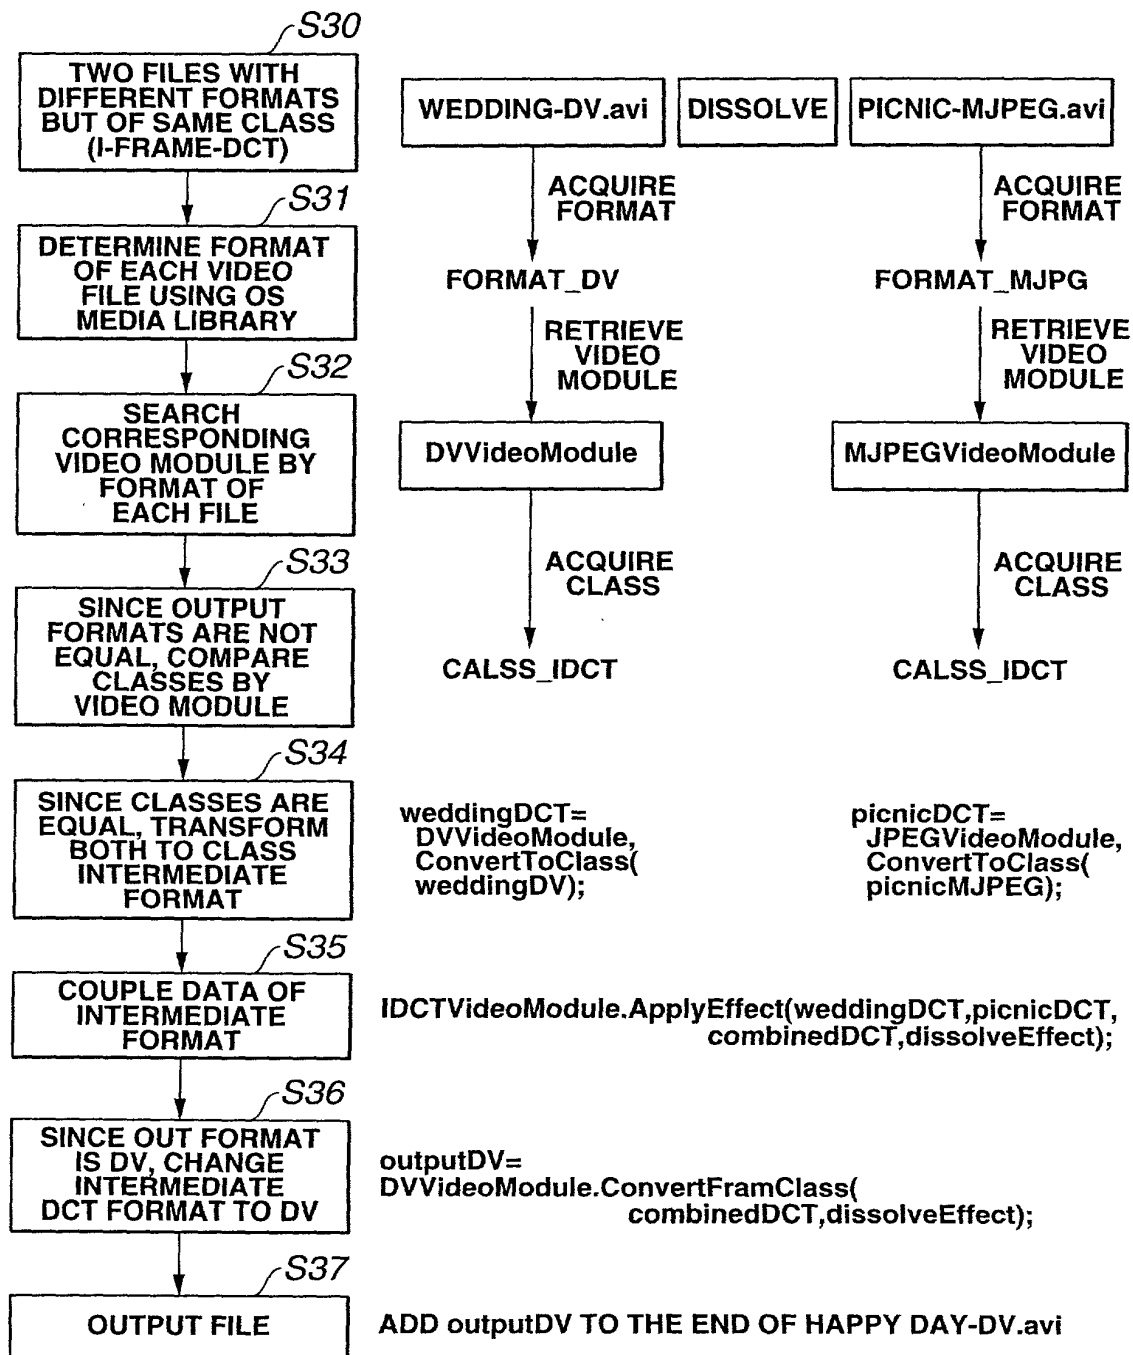 S30
TWO FILES WITH
DIFFERENT FORMATS
BUT OF SAME CLASS
(I-FRAME-DCT)
WEDDING-DV.avi
DISSOLVE
PICNIC-MJPEG.avi
ACQUIRE
FORMAT
ACQUIRE
FORMAT
S31
DETERMINE FORMAT
OF EACH VIDEO
FILE USING OS
MEDIA LIBRARY
FORMAT_DV
FORMAT_MJPG
RETRIEVE
VIDEO
MODULE
RETRIEVE
VIDEO
MODULE
S32
SEARCH
CORRESPONDING
VIDEO MODULE BY
FORMAT OF
EACH FILE
DVVideoModule
MJPEGVideoModule
ACQUIRE
CLASS
ACQUIRE
CLASS
S33
SINCE OUTPUT
FORMATS ARE NOT
EQUAL, COMPARE
CLASSES BY
VIDEO MODULE
CALSS_IDCT
CALSS_IDCT
S34
SINCE CLASSES ARE
EQUAL, TRANSFORM
BOTH TO CLASS
INTERMEDIATE
FORMAT
weddingDCT=
DVVideoModule,
ConvertToClass(
weddingDV);
picnicDCT=
JPEGVideoModule,
ConvertToClass(
picnicMJPEG);
S35
COUPLE DATA OF
INTERMEDIATE
FORMAT
IDCTVideoModule.ApplyEffect(weddingDCT,picnicDCT,
combinedDCT,dissolveEffect);
S36
SINCE OUT FORMAT
IS DV, CHANGE
INTERMEDIATE
DCT FORMAT TO DV
outputDV=
DVVideoModule.ConvertFramClass(
combinedDCT,dissolveEffect);
S37
OUTPUT FILE
ADD outputDV TO THE END OF HAPPY DAY-DV.avi